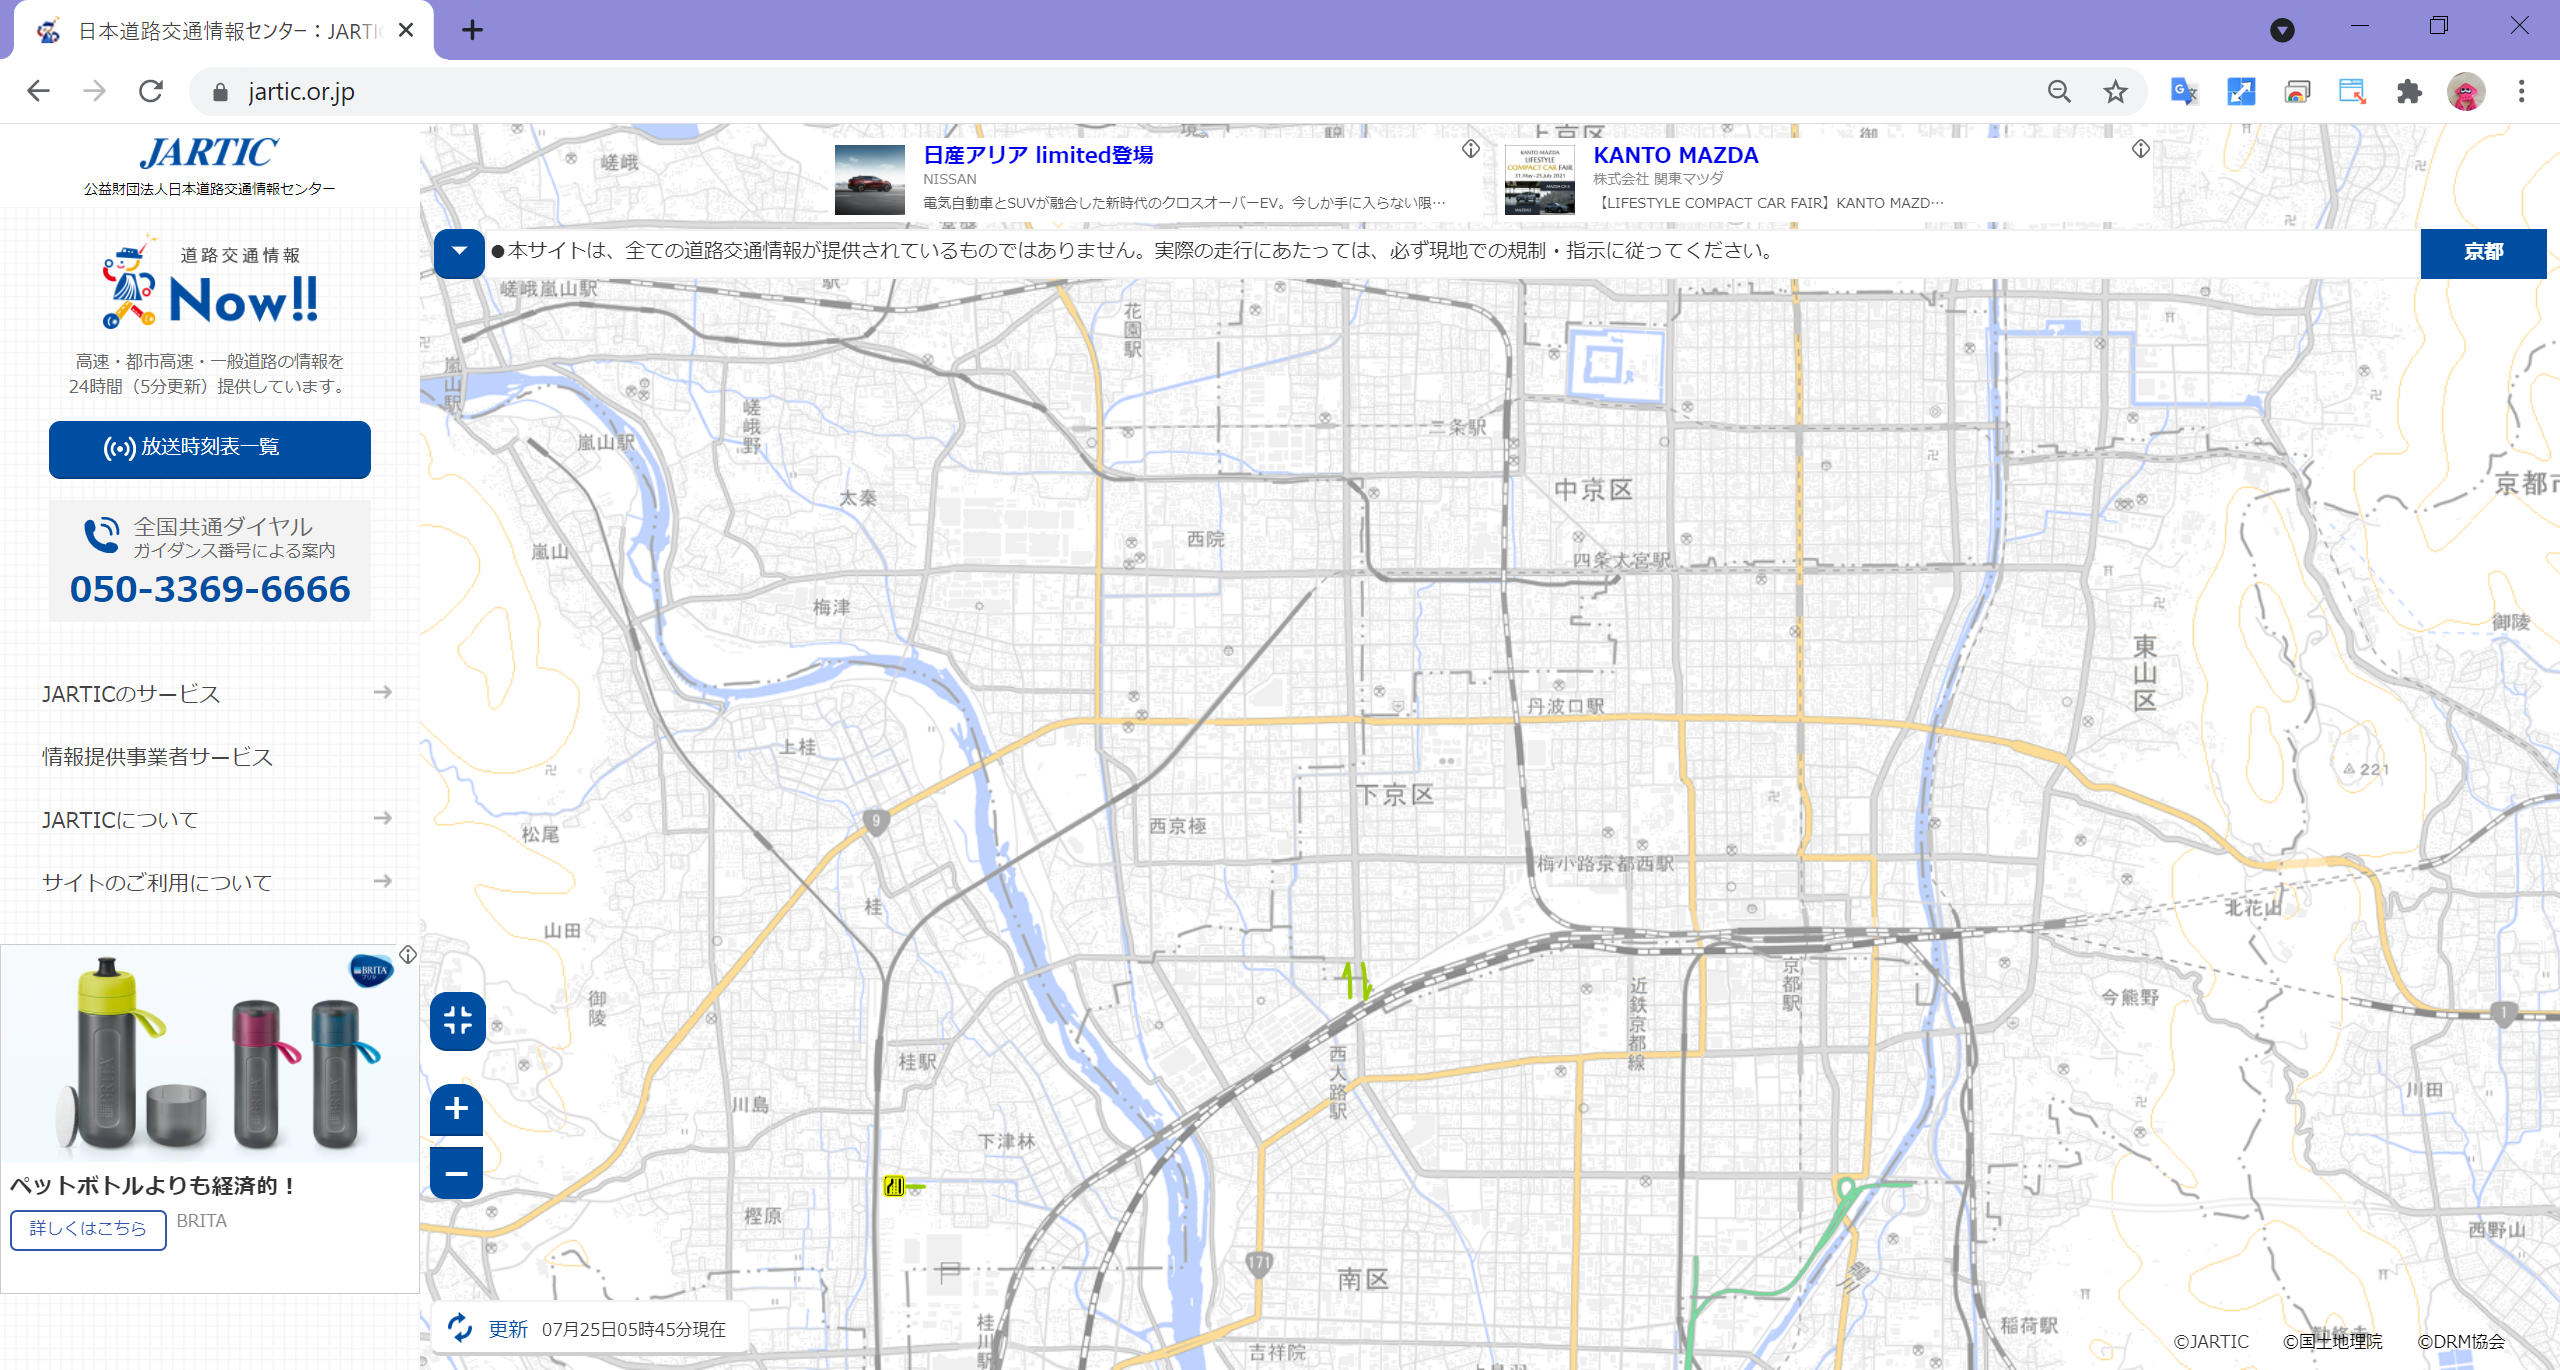 日本道路交通情報センター：JARTIC
jartic.or.jp
JARTIC
公益財団法人日本道路交通情報センター
道路交通情報
Now!!
高速・都市高速・一般道路の情報を
24時間（5分更新）提供しています。
放送時刻表一覧
全国共通ダイヤル
ガイダンス番号による案内
050-3369-6666
JARTICのサービス
情報提供事業者サービス
JARTICについて
サイトのご利用について
BRITA
ペットボトルよりも経済的！
詳しくはこちら
BRITA
日産アリア limited登場
NISSAN
電気自動車とSUVが融合した新時代のクロスオーバーEV。今しか手に入らない限…
KANTO MAZDA
LIFESTYLE
COMPACT CAR FAIR
KANTO MAZDA
株式会社 関東マツダ
【LIFESTYLE COMPACT CAR FAIR】KANTO MAZD…
●本サイトは、全ての道路交通情報が提供されているものではありません。実際の走行にあたっては、必ず現地での規制・指示に従ってください。
京都
上京区
嵯峨
嵯峨嵐山駅
花園駅
嵐山駅
嵐山駅
嵯峨野
二条駅
太秦
中京区
京都市
西院
嵐山
四条大宮駅
梅津
御陵
東山区
丹波口駅
上桂
221
下京区
9
西京極
松尾
梅小路京都西駅
桂
山田
北花山
御陵
京都駅
近鉄京都線
今熊野
1
桂駅
西大路駅
川島
川田
下津林
樫原
西野山
171
南区
鴨川
桂川駅
稲荷駅
吉祥院
更新 07月25日05時45分現在
©JARTIC ©国土地理院 ©DRM協会